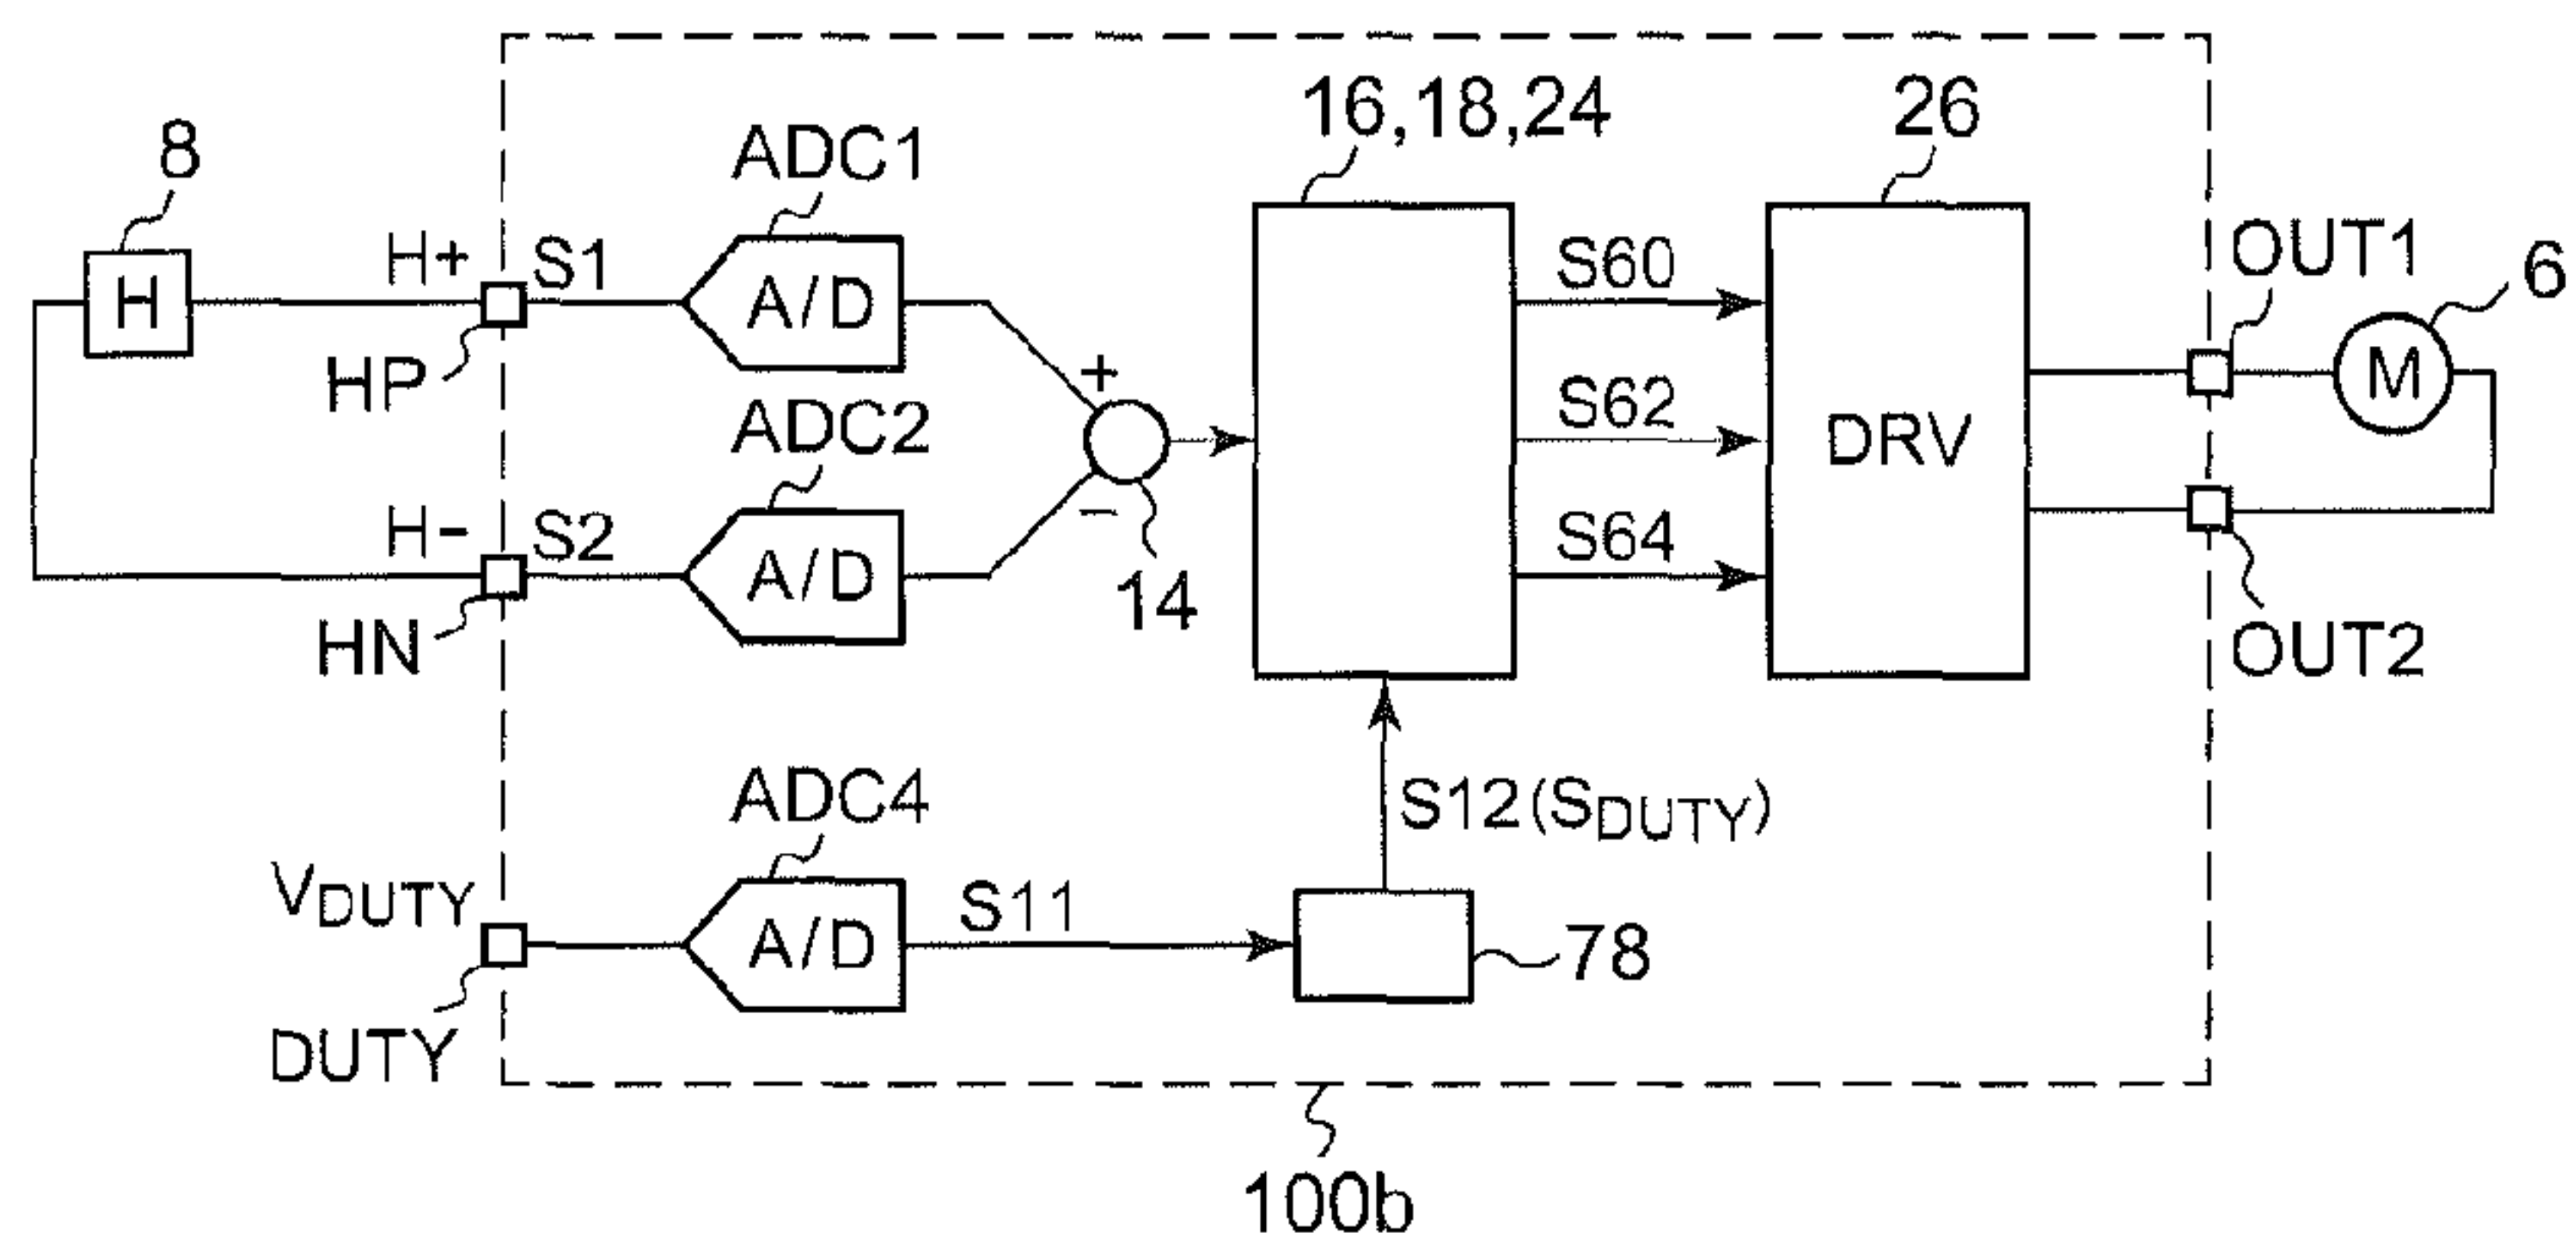 16,18,24
26
8
ADC1
H+
S1
H
A/D
S60
OUT1
6
HP
+
M
ADC2
S62
DRV
H-
S2
−
S64
A/D
14
HN
OUT2
ADC4
S12(SDUTY)
VDUTY
S11
A/D
78
DUTY
100b